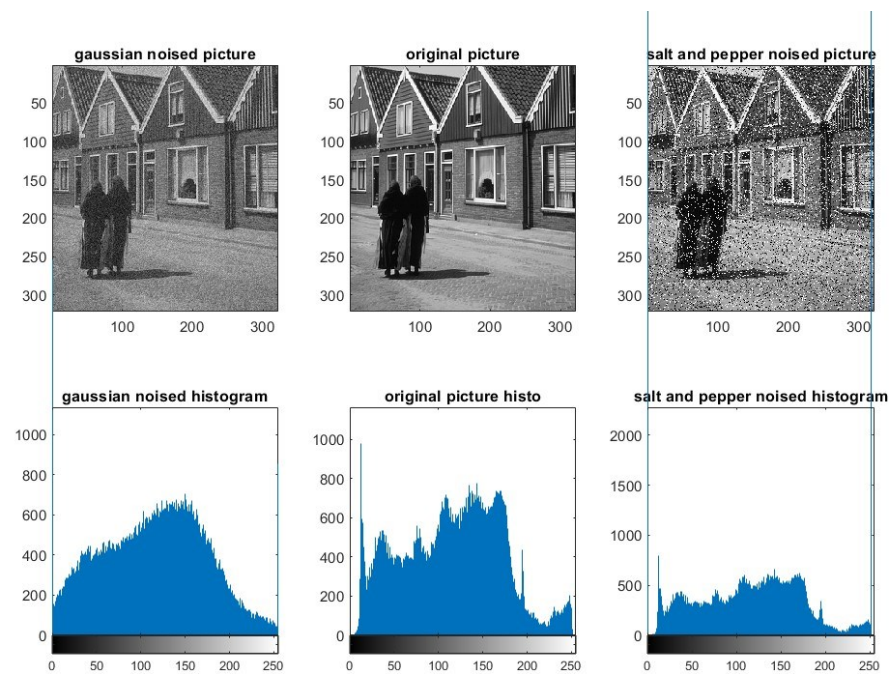 gaussian noised picture
original picture
salt and pepper noised picture
50
100
150
200
250
300
100 200 300
50
100
150
200
250
300
100 200 300
50
100
150
200
250
300
100 200 300
gaussian noised histogram
original picture histo
salt and pepper noised histogram
1000
800
600
400
200
0
0 50 100 150 200 250
1000
800
600
400
200
0
0 50 100 150 200 250
2000
1500
1000
500
0
0 50 100 150 200 250